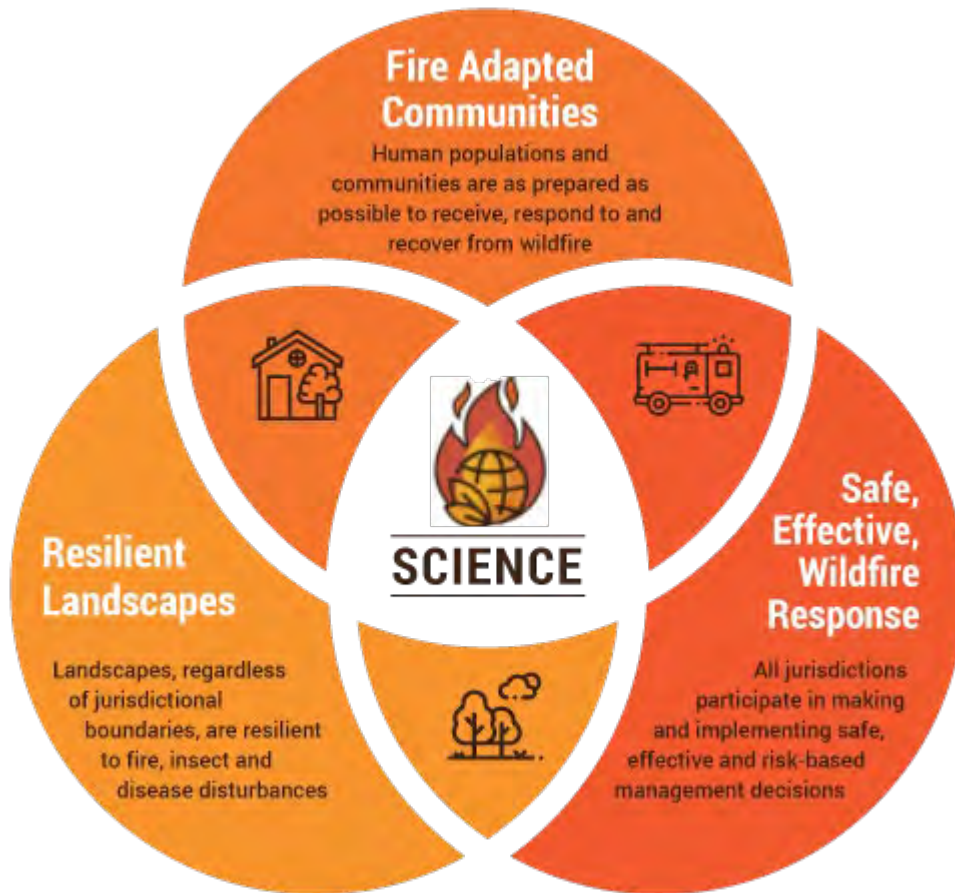 Fire Adapted
Communities
Human populations and
communities are as prepared as
possible to receive, respond to and
recover from wildfire
SCIENCE
Resilient
Landscapes
Landscapes, regardless
of jurisdictional
boundaries, are resilient
to fire, insect and
disease disturbances
Safe,
Effective,
Wildfire
Response
All jurisdictions
participate in making
and implementing safe,
effective and risk-based
management decisions